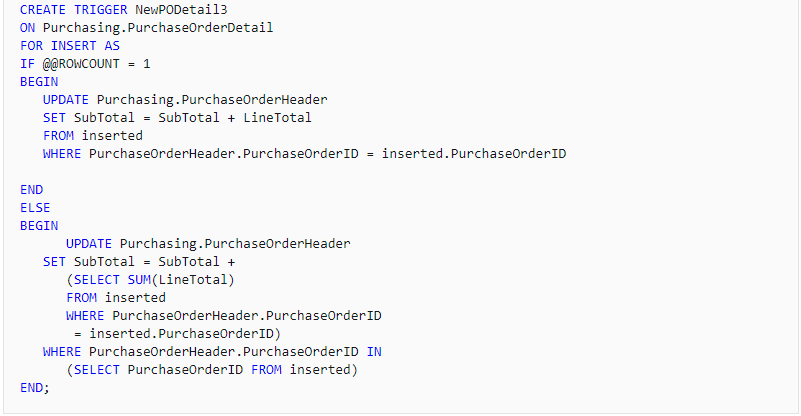 CREATE TRIGGER NewPODetail3
ON Purchasing.PurchaseOrderDetail
FOR INSERT AS
IF @@ROWCOUNT = 1
BEGIN
   UPDATE Purchasing.PurchaseOrderHeader
   SET SubTotal = SubTotal + LineTotal
   FROM inserted
   WHERE PurchaseOrderHeader.PurchaseOrderID = inserted.PurchaseOrderID

END
ELSE
BEGIN
      UPDATE Purchasing.PurchaseOrderHeader
   SET SubTotal = SubTotal +
      (SELECT SUM(LineTotal)
      FROM inserted
      WHERE PurchaseOrderHeader.PurchaseOrderID
       = inserted.PurchaseOrderID)
   WHERE PurchaseOrderHeader.PurchaseOrderID IN
      (SELECT PurchaseOrderID FROM inserted)
END;